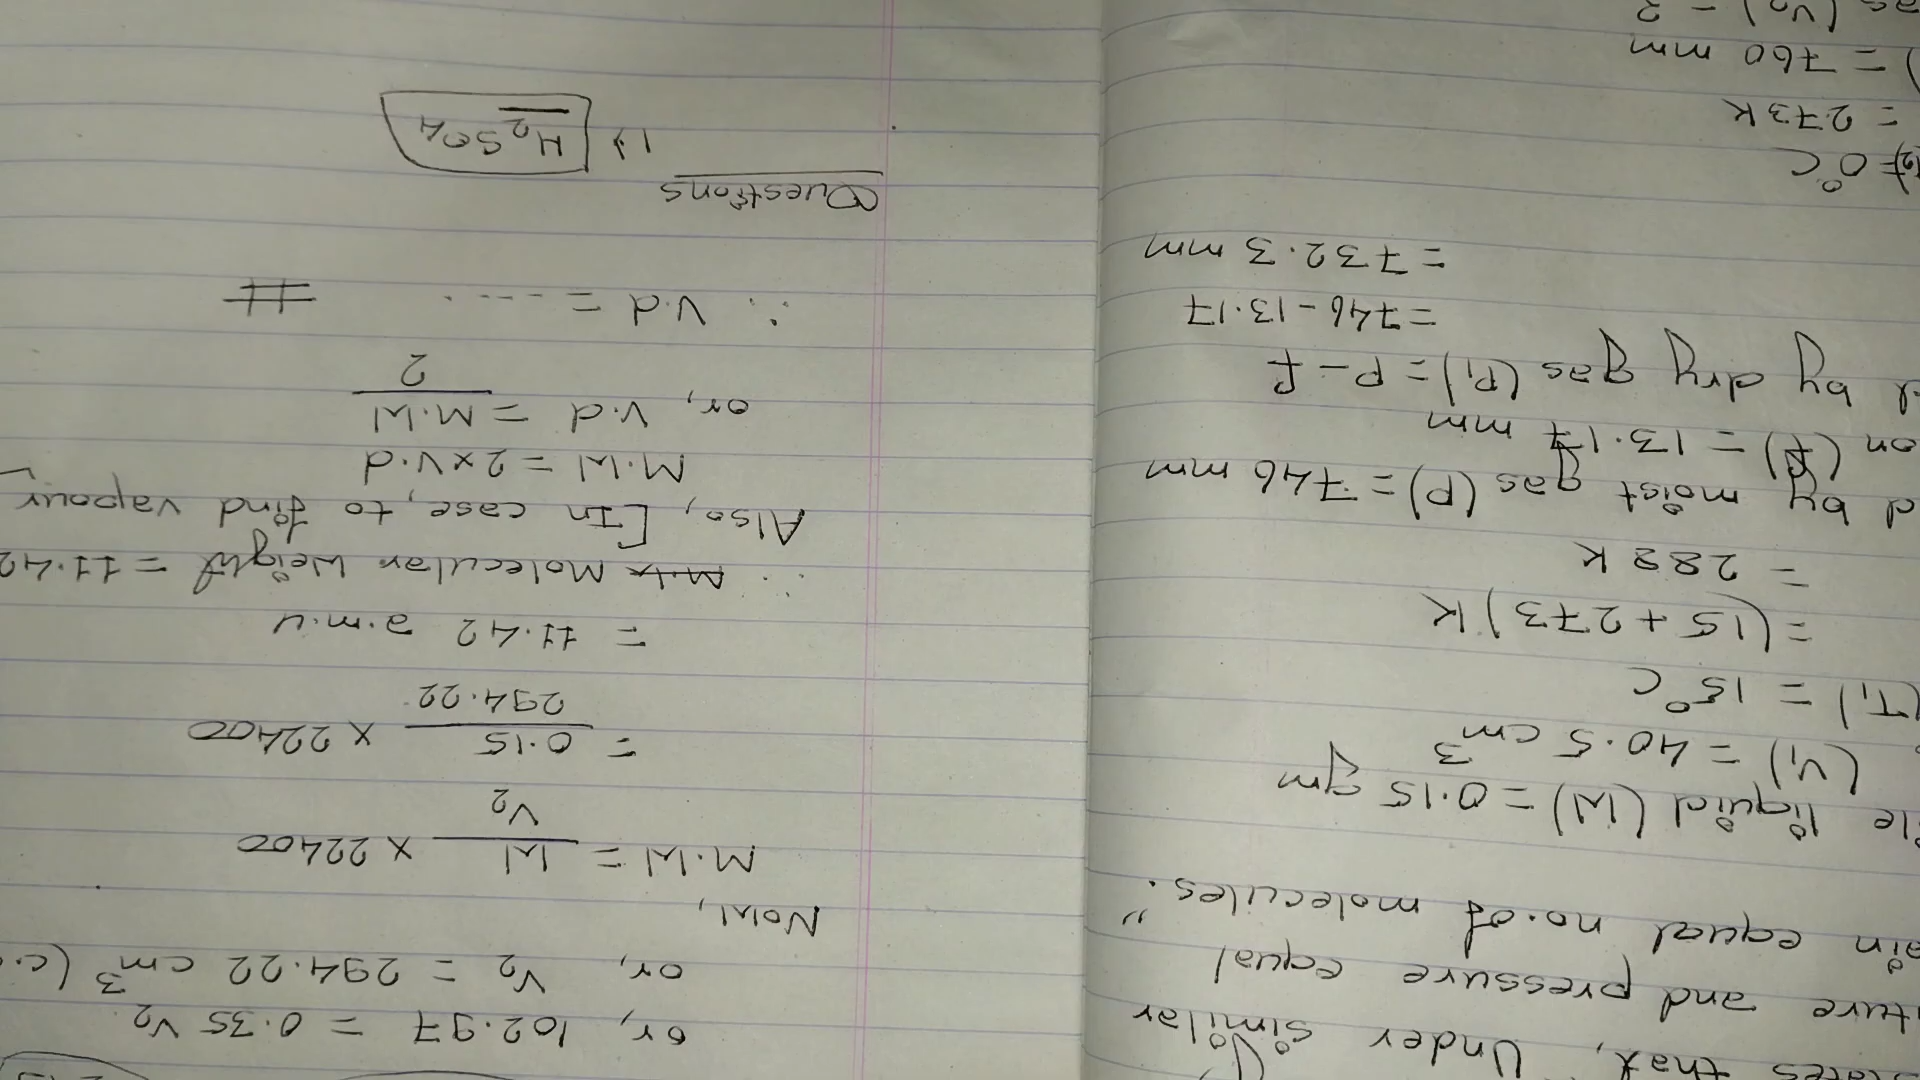 states that, Under similar
ture and pressure equal
ain equal no.of molecules."
ile liquid (W) = 0.15 gm
(V1) = 40.5 cm³
(T1) = 15°C
= (15 + 273) K
= 288 K
d by moist gas (P) = 746 mm
on (f) = 13.17 mm
d by dry gas (P1) = P - f
= 746 - 13.17
= 732.3 mm
= 0°C
= 273 K
) = 760 mm
as (V2) = ?
or, 102.97 = 0.35 V2
or, V2 = 294.22 cm³ (c.
Now,
M.W = W/V2 × 22400
= 0.15/294.22 × 22400
= 11.42 a.m.u
∴ Molecular weight = 11.42
Also, [In case, to find vapour
M.W = 2×V.d
or, V.d = M.W/2
∴ V.d = ---- #
Questions
1) H2SO4